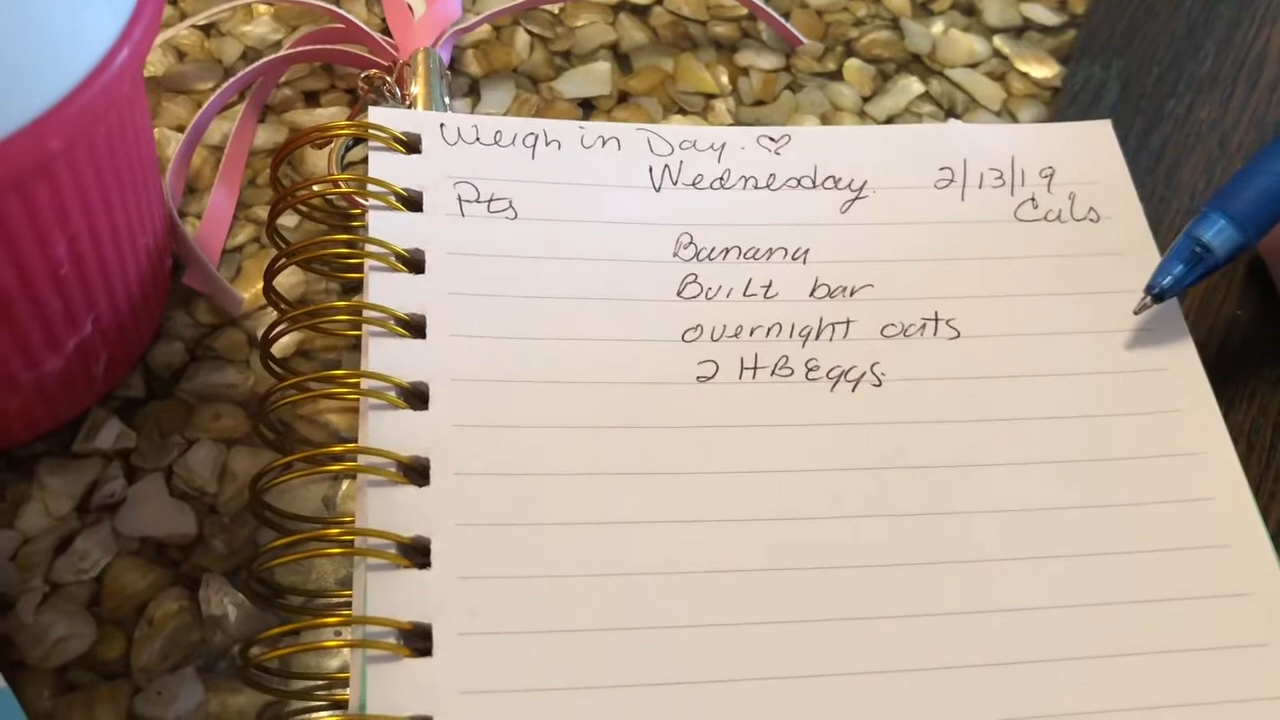 Weigh in Day. ♡
Wednesday. 2/13/19
Pts Cals
Banana
Built bar
overnight oats
2 HB Eggs.